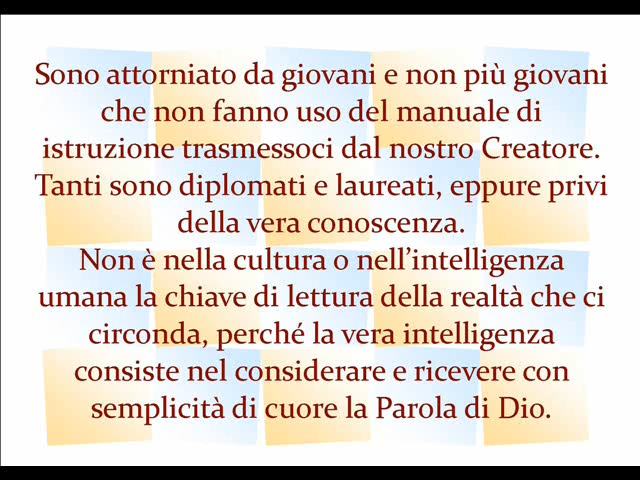 Sono attorniato da giovani e non più giovani
che non fanno uso del manuale di
istruzione trasmessoci dal nostro Creatore.
Tanti sono diplomati e laureati, eppure privi
della vera conoscenza.
Non è nella cultura o nell'intelligenza
umana la chiave di lettura della realtà che ci
circonda, perché la vera intelligenza
consiste nel considerare e ricevere con
semplicità di cuore la Parola di Dio.